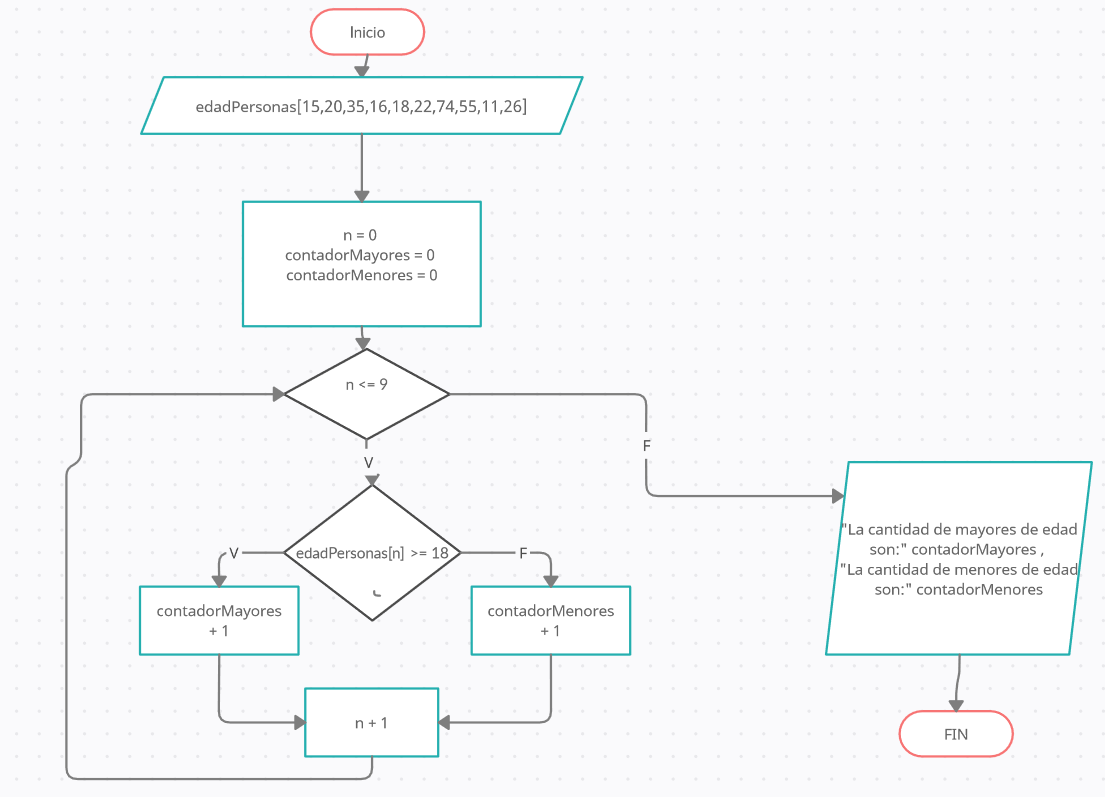 Inicio
edadPersonas[15,20,35,16,18,22,74,55,11,26]
n = 0
contadorMayores = 0
contadorMenores = 0
n <= 9
V
F
edadPersonas[n] >= 18
V
F
contadorMayores
+ 1
contadorMenores
+ 1
n + 1
"La cantidad de mayores de edad
son:" contadorMayores ,
"La cantidad de menores de edad
son:" contadorMenores
FIN